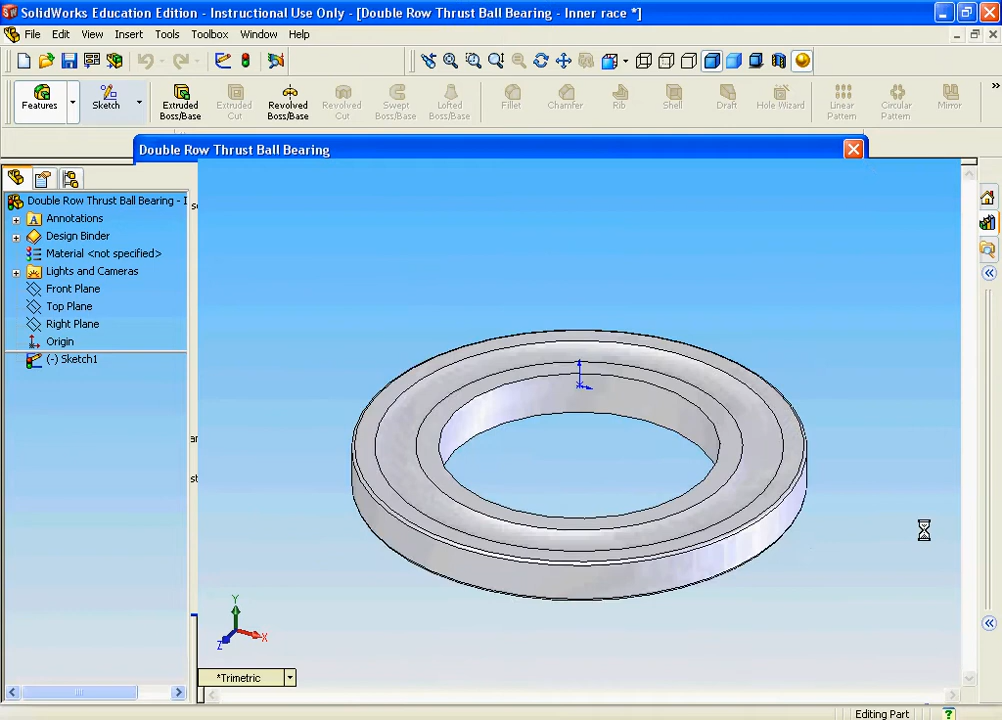 SolidWorks Education Edition - Instructional Use Only - [Double Row Thrust Ball Bearing - Inner race *]
File Edit View Insert Tools Toolbox Window Help
Features
Sketch
Extruded Boss/Base
Extruded Cut
Revolved Boss/Base
Revolved Cut
Swept Boss/Base
Lofted Boss/Base
Fillet
Chamfer
Rib
Shell
Draft
Hole Wizard
Linear Pattern
Circular Pattern
Mirror
Double Row Thrust Ball Bearing
Double Row Thrust Ball Bearing - I
Annotations
Design Binder
Material <not specified>
Lights and Cameras
Front Plane
Top Plane
Right Plane
Origin
(-) Sketch1
Y
X
Z
*Trimetric
Editing Part